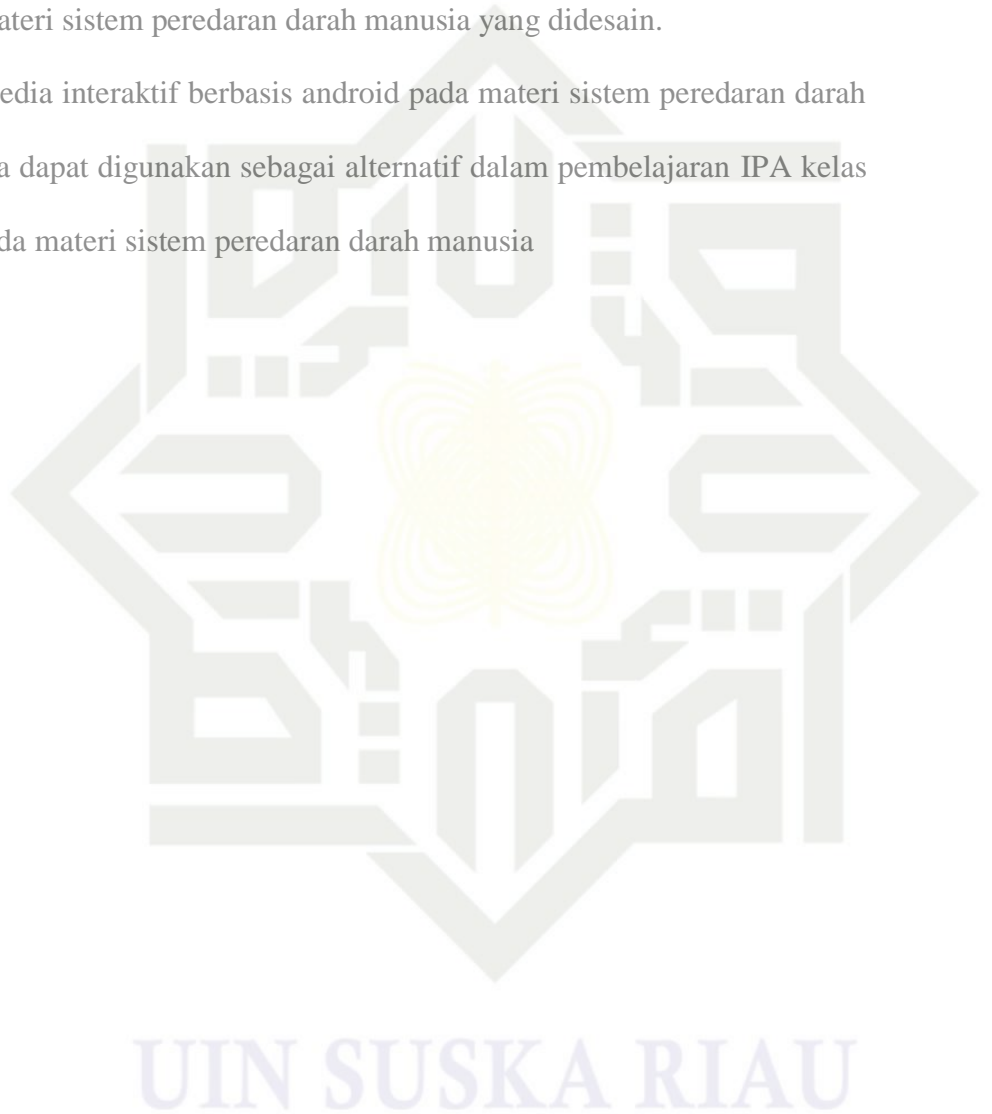 ateri sistem peredaran darah manusia yang didesain.
edia interaktif berbasis android pada materi sistem peredaran darah
a dapat digunakan sebagai alternatif dalam pembelajaran IPA kelas
da materi sistem peredaran darah manusia
UIN SUSKA RIAU